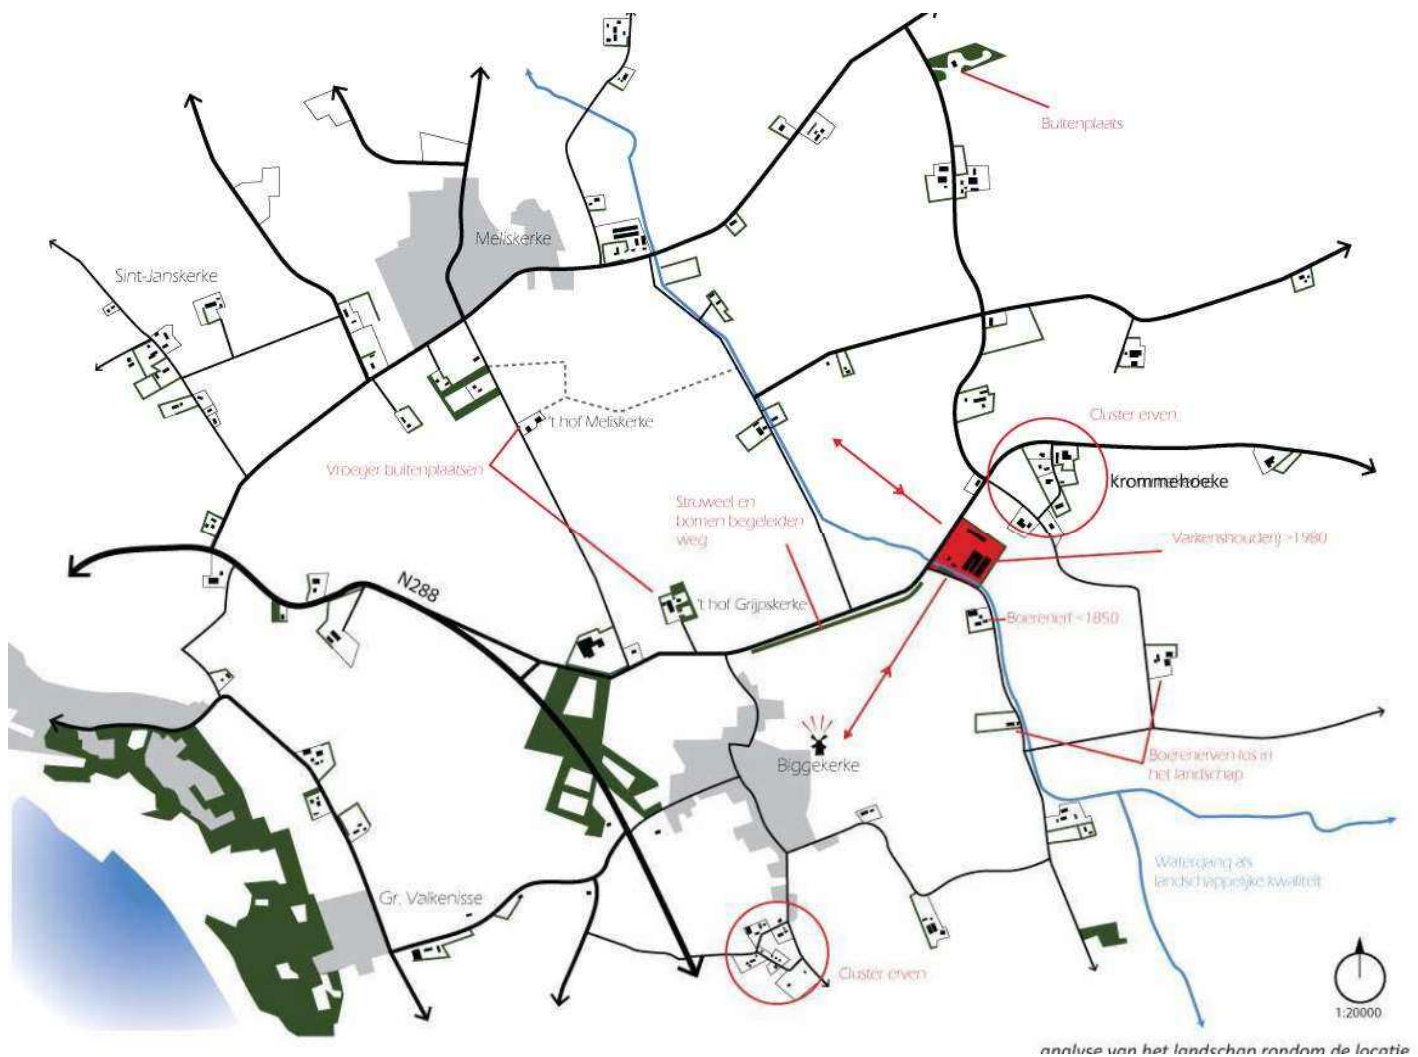 Buitenplaats
Meliskerke
Sint-Janskerke
Cluster erven
't hof Meliskerke
Vroeger buitenplaatsen
Krommehoeke
Struweel en
bomen begeleiden
weg
Varkenshouderij >1980
N288
't hof Grijpskerke
Boerenerf <1850
Biggekerke
Boerenerven los in
het landschap
Watergang als
landschappelijke kwaliteit
Gr. Valkenisse
Cluster erven
1:20000
analyse van het landschap rondom de locatie